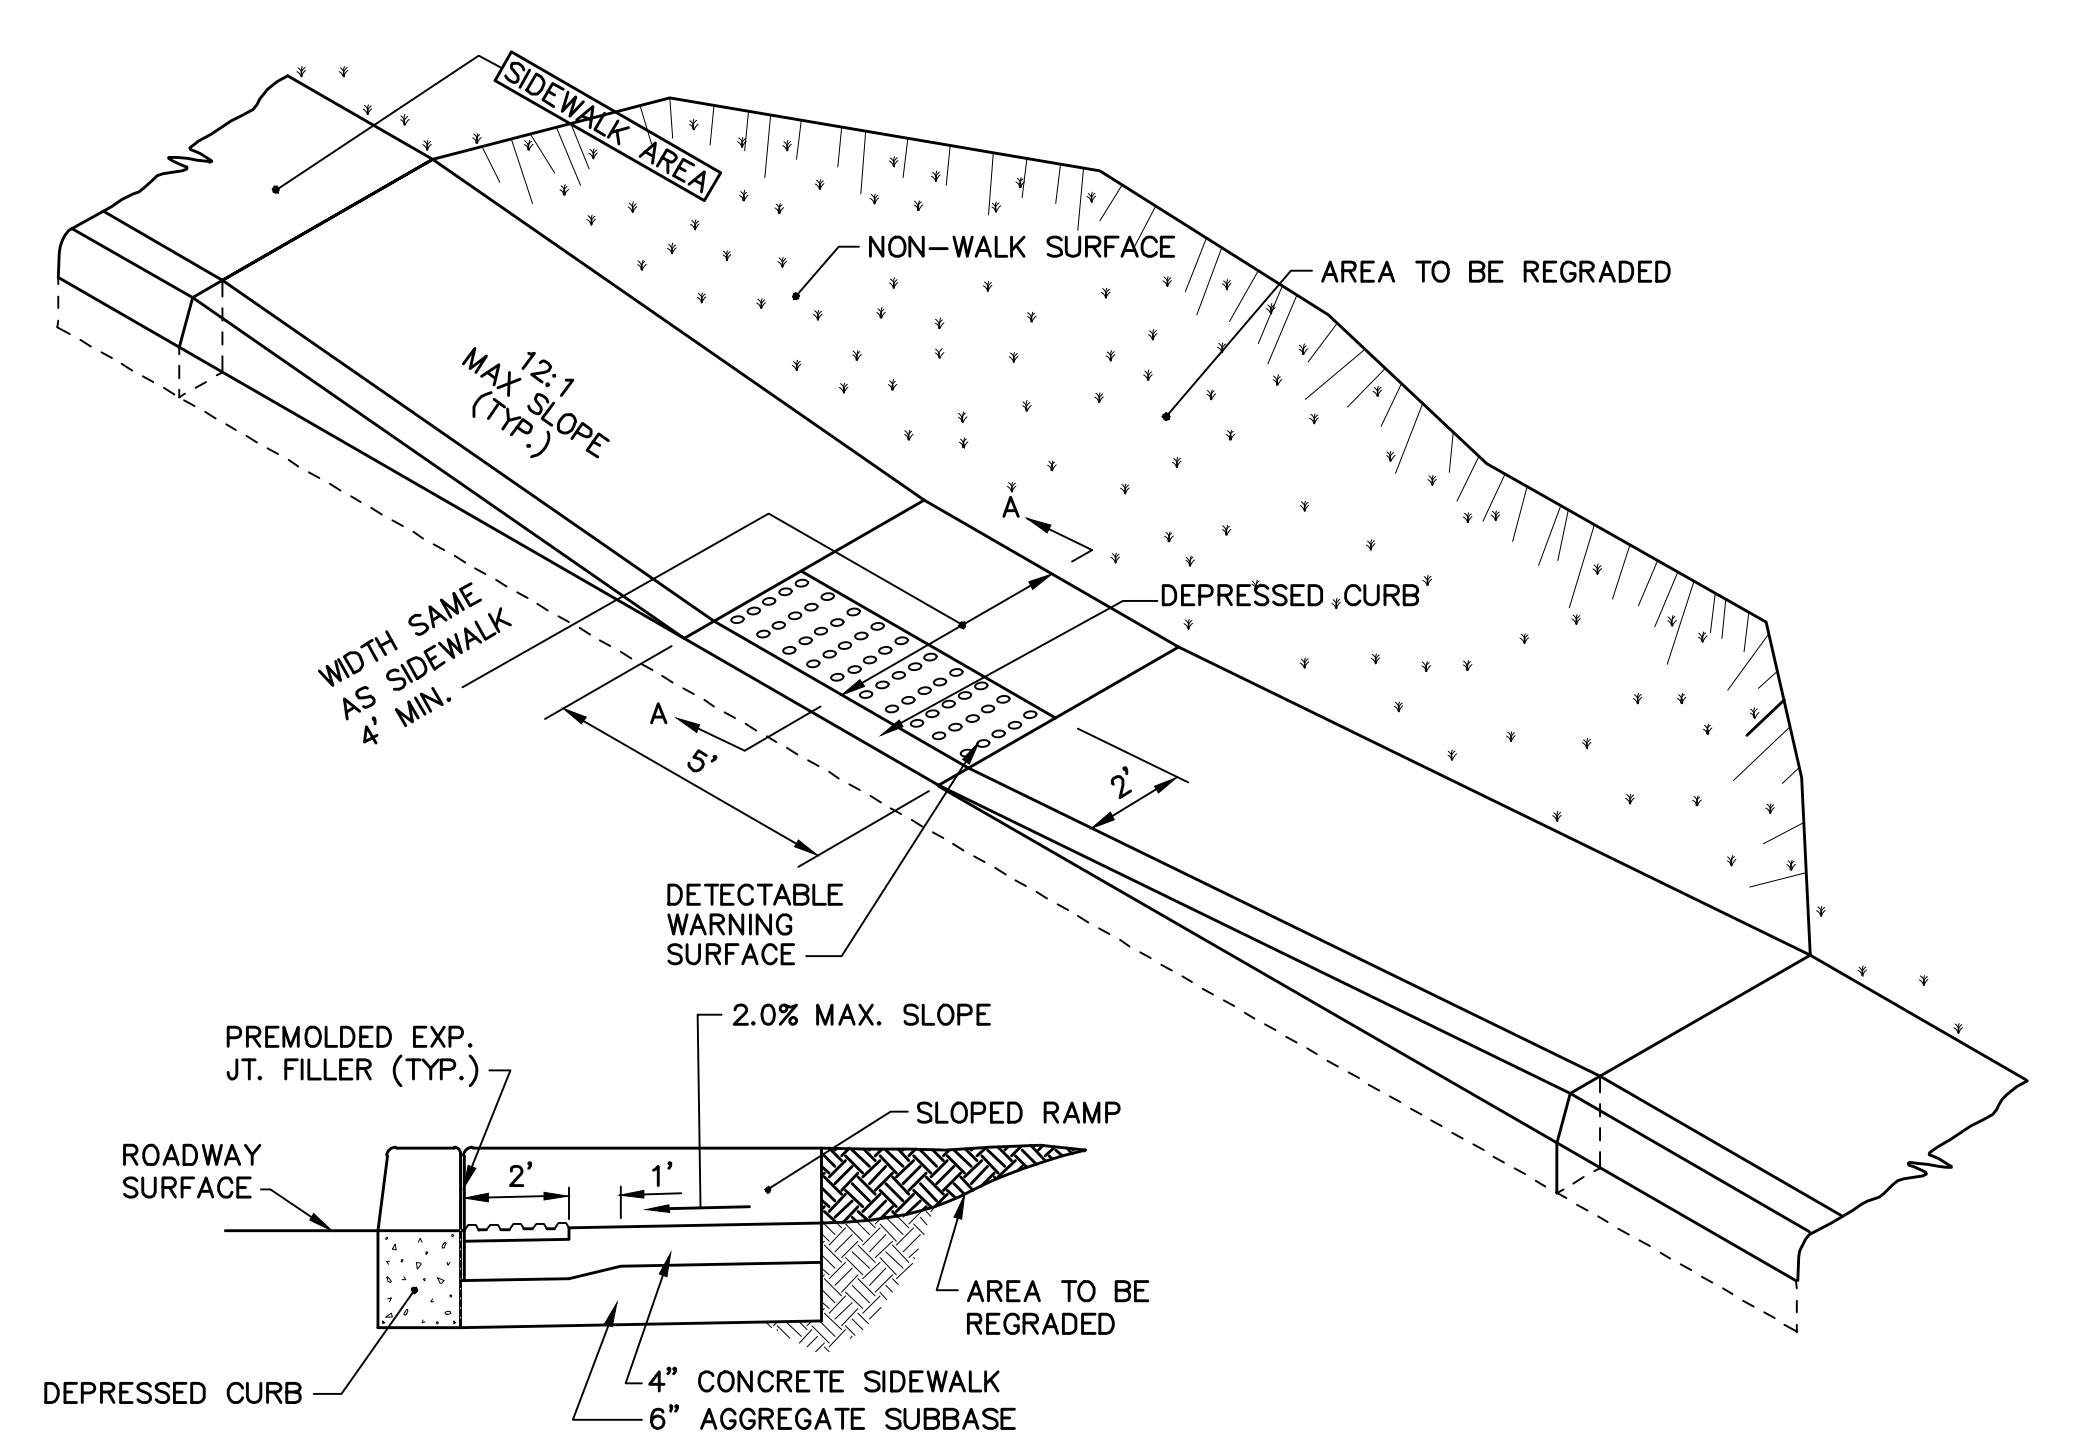 SIDEWALK AREA
NON-WALK SURFACE
AREA TO BE REGRADED
12:1
MAX SLOPE
(TYP.)
A
DEPRESSED CURB
WIDTH SAME
AS SIDEWALK
4' MIN.
A
5'
2'
DETECTABLE
WARNING
SURFACE
2.0% MAX. SLOPE
PREMOLDED EXP.
JT. FILLER (TYP.)
SLOPED RAMP
ROADWAY
SURFACE
2'
1'
AREA TO BE
REGRADED
DEPRESSED CURB
4" CONCRETE SIDEWALK
6" AGGREGATE SUBBASE